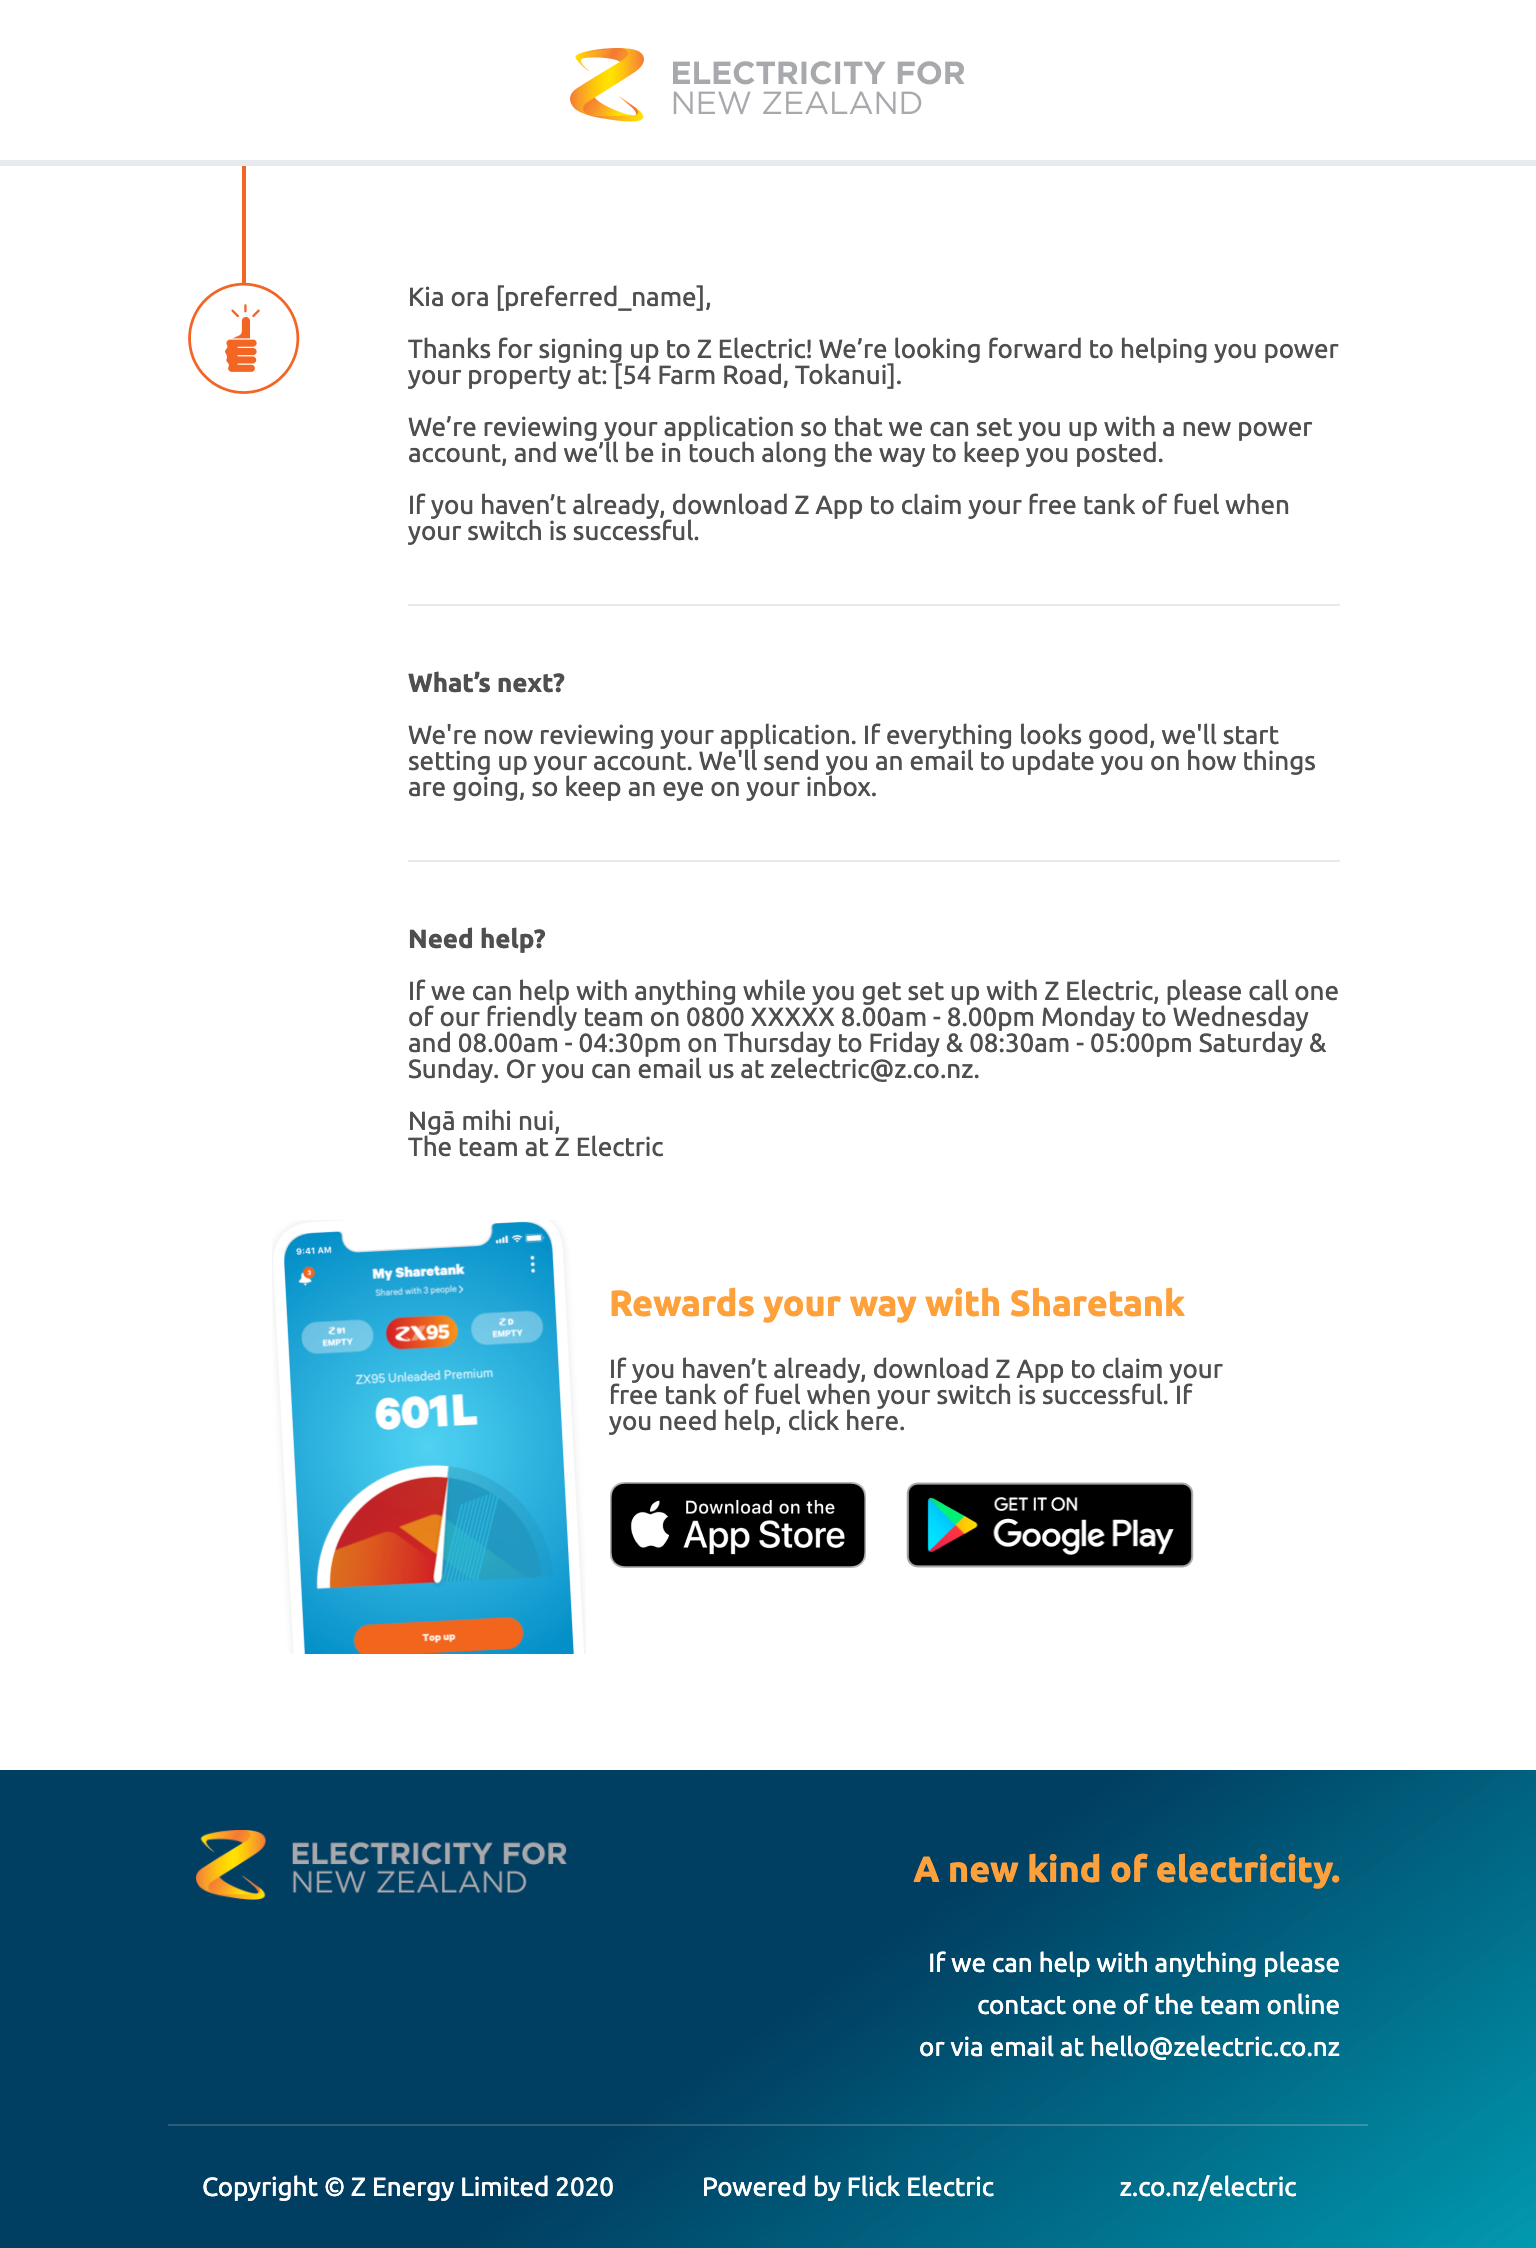 ELECTRICITY FOR
NEW ZEALAND
Kia ora [preferred_name],
Thanks for signing up to Z Electric! We’re looking forward to helping you power
your property at: [54 Farm Road, Tokanui].
We’re reviewing your application so that we can set you up with a new power
account, and we’ll be in touch along the way to keep you posted.
If you haven’t already, download Z App to claim your free tank of fuel when
your switch is successful.
What’s next?
We're now reviewing your application. If everything looks good, we'll start
setting up your account. We'll send you an email to update you on how things
are going, so keep an eye on your inbox.
Need help?
If we can help with anything while you get set up with Z Electric, please call one
of our friendly team on 0800 XXXXX 8.00am - 8.00pm Monday to Wednesday
and 08.00am - 04:30pm on Thursday to Friday & 08:30am - 05:00pm Saturday &
Sunday. Or you can email us at zelectric@z.co.nz.
Ngā mihi nui,
The team at Z Electric
9:41 AM
3
My Sharetank
Shared with 3 people
Z 91
EMPTY
ZX95
Z D
EMPTY
ZX95 Unleaded Premium
601L
Top up
Rewards your way with Sharetank
If you haven’t already, download Z App to claim your
free tank of fuel when your switch is successful. If
you need help, click here.
Download on the
App Store
GET IT ON
Google Play
ELECTRICITY FOR
NEW ZEALAND
A new kind of electricity.
If we can help with anything please
contact one of the team online
or via email at hello@zelectric.co.nz
Copyright © Z Energy Limited 2020
Powered by Flick Electric
z.co.nz/electric